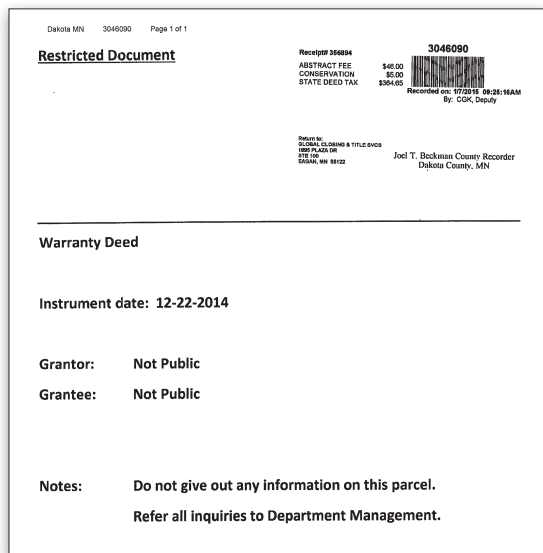 Dakota MN 3046090 Page 1 of 1
Restricted Document
Receipt# 356894
ABSTRACT FEE $46.00
CONSERVATION $5.00
STATE DEED TAX $364.65
3046090
Recorded on: 1/7/2015 09:25:16AM
By: CGK, Deputy
Return to:
GLOBAL CLOSING & TITLE SVCS
1895 PLAZA DR
STE 100
EAGAN, MN 55122
Joel T. Beckman County Recorder
Dakota County, MN
Warranty Deed
Instrument date: 12-22-2014
Grantor: Not Public
Grantee: Not Public
Notes: Do not give out any information on this parcel.
Refer all inquiries to Department Management.